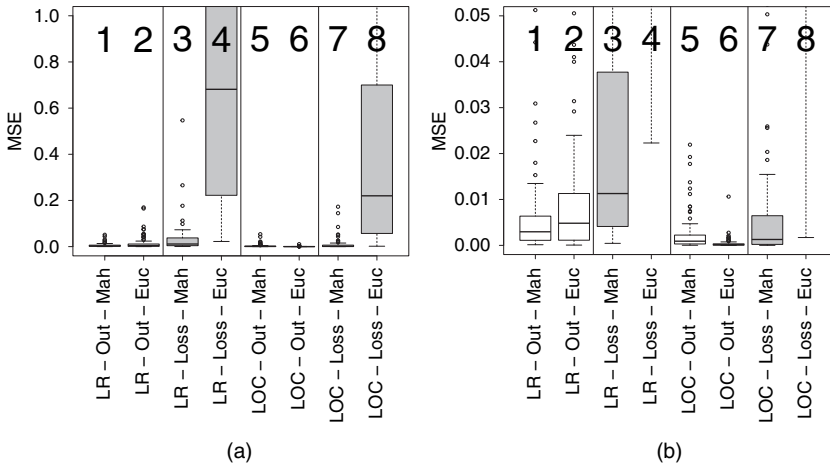 1 2 3 4 5 6 7 8
MSE
1.0
0.8
0.6
0.4
0.2
0.0
LR – Out – Mah
LR – Out – Euc
LR – Loss – Mah
LR – Loss – Euc
LOC – Out – Mah
LOC – Out – Euc
LOC – Loss – Mah
LOC – Loss – Euc
(a)
1 2 3 4 5 6 7 8
MSE
0.05
0.04
0.03
0.02
0.01
0.00
LR – Out – Mah
LR – Out – Euc
LR – Loss – Mah
LR – Loss – Euc
LOC – Out – Mah
LOC – Out – Euc
LOC – Loss – Mah
LOC – Loss – Euc
(b)